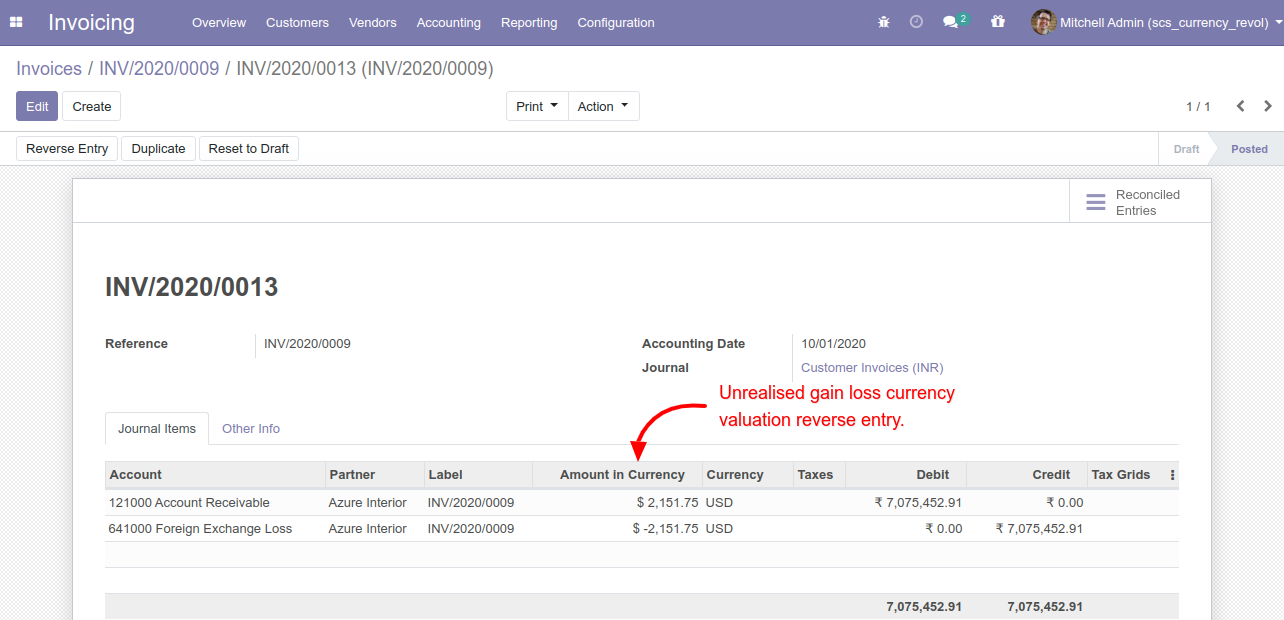 Invoicing Overview Customers Vendors Accounting Reporting Configuration 2 Mitchell Admin (scs_currency_revol)
Invoices / INV/2020/0009 / INV/2020/0013 (INV/2020/0009)
Edit Create Print Action 1 / 1
Reverse Entry Duplicate Reset to Draft Draft Posted
Reconciled
Entries
INV/2020/0013
Reference INV/2020/0009 Accounting Date 10/01/2020
Journal Customer Invoices (INR)
Unrealised gain loss currency
valuation reverse entry.
Journal Items Other Info
Account Partner Label Amount in Currency Currency Taxes Debit Credit Tax Grids
121000 Account Receivable Azure Interior INV/2020/0009 $ 2,151.75 USD ₹ 7,075,452.91 ₹ 0.00
641000 Foreign Exchange Loss Azure Interior INV/2020/0009 $ -2,151.75 USD ₹ 0.00 ₹ 7,075,452.91
7,075,452.91 7,075,452.91